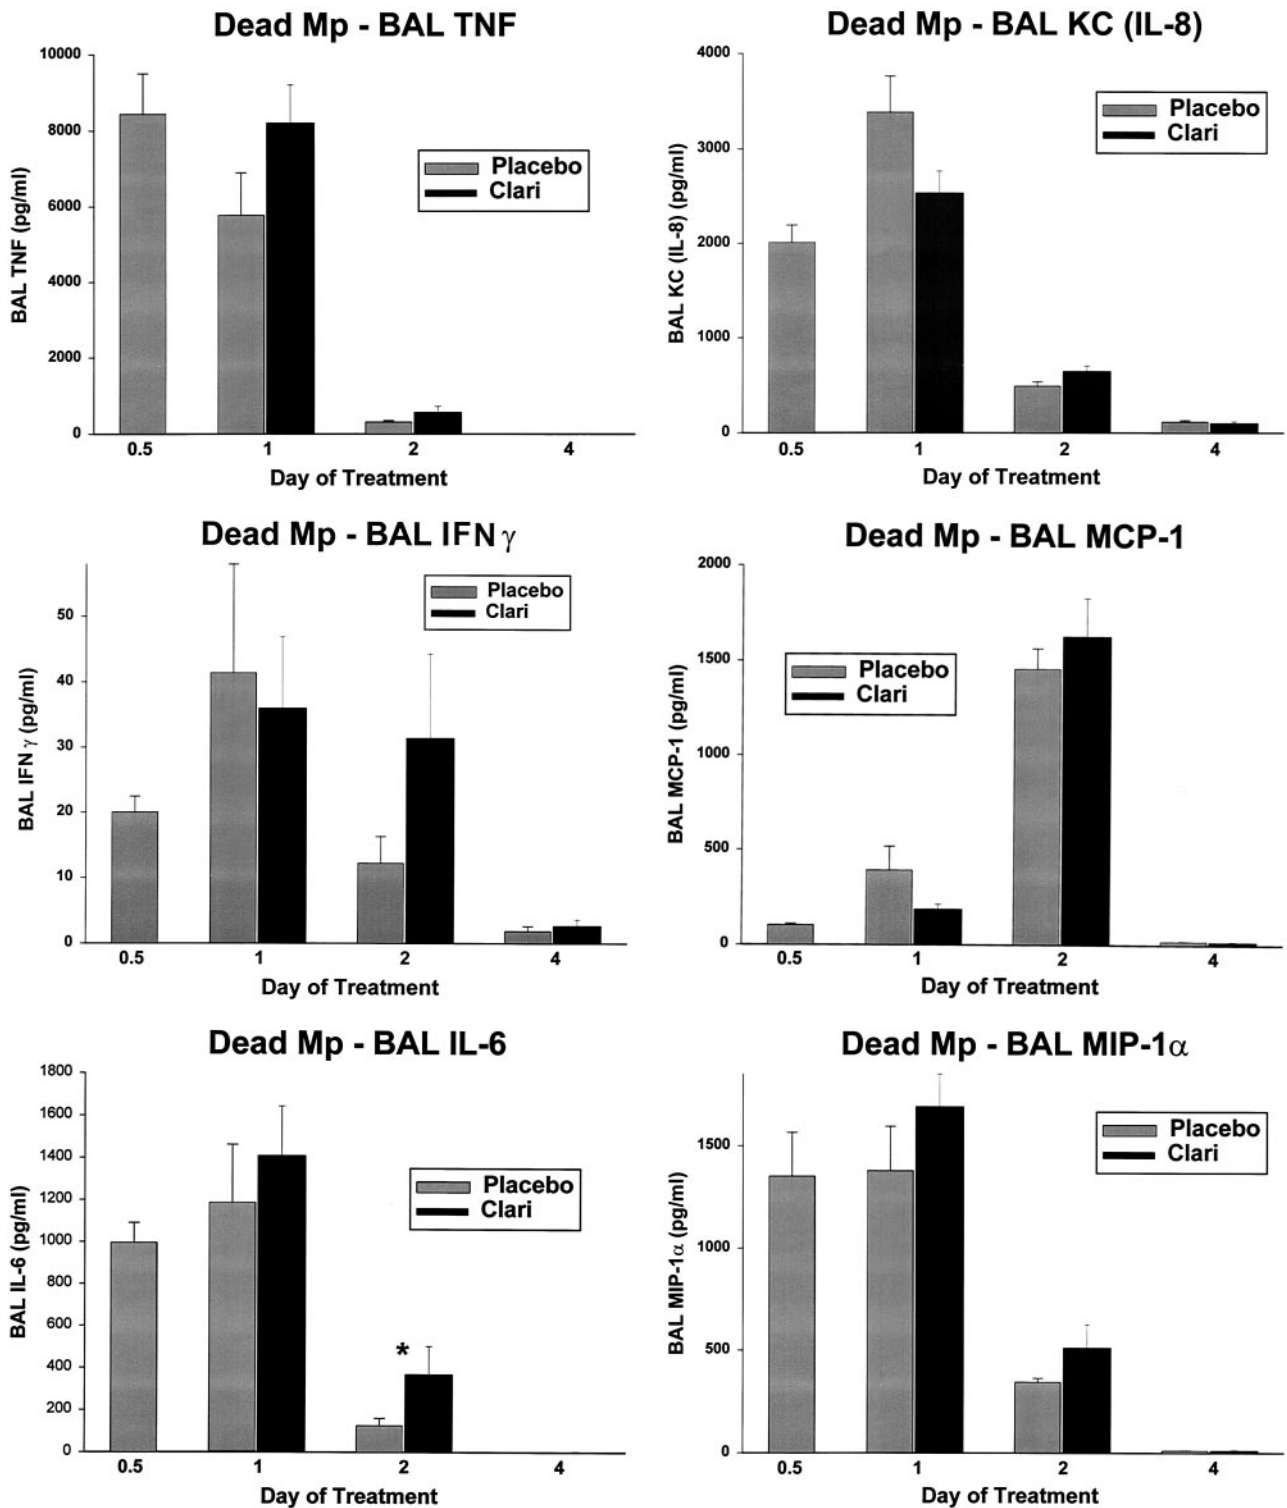 Dead Mp - BAL TNF
10000
8000
6000
4000
2000
0
BAL TNF (pg/ml)
Placebo
Clari
0.5 1 2 4
Day of Treatment
Dead Mp - BAL KC (IL-8)
4000
3000
2000
1000
0
BAL KC (IL-8) (pg/ml)
Placebo
Clari
0.5 1 2 4
Day of Treatment
Dead Mp - BAL IFN γ
50
40
30
20
10
0
BAL IFN γ (pg/ml)
Placebo
Clari
0.5 1 2 4
Day of Treatment
Dead Mp - BAL MCP-1
2000
1500
1000
500
0
BAL MCP-1 (pg/ml)
Placebo
Clari
0.5 1 2 4
Day of Treatment
Dead Mp - BAL IL-6
1800
1600
1400
1200
1000
800
600
400
200
0
BAL IL-6 (pg/ml)
Placebo
Clari
*
0.5 1 2 4
Day of Treatment
Dead Mp - BAL MIP-1α
1500
1000
500
0
BAL MIP-1α (pg/ml)
Placebo
Clari
0.5 1 2 4
Day of Treatment